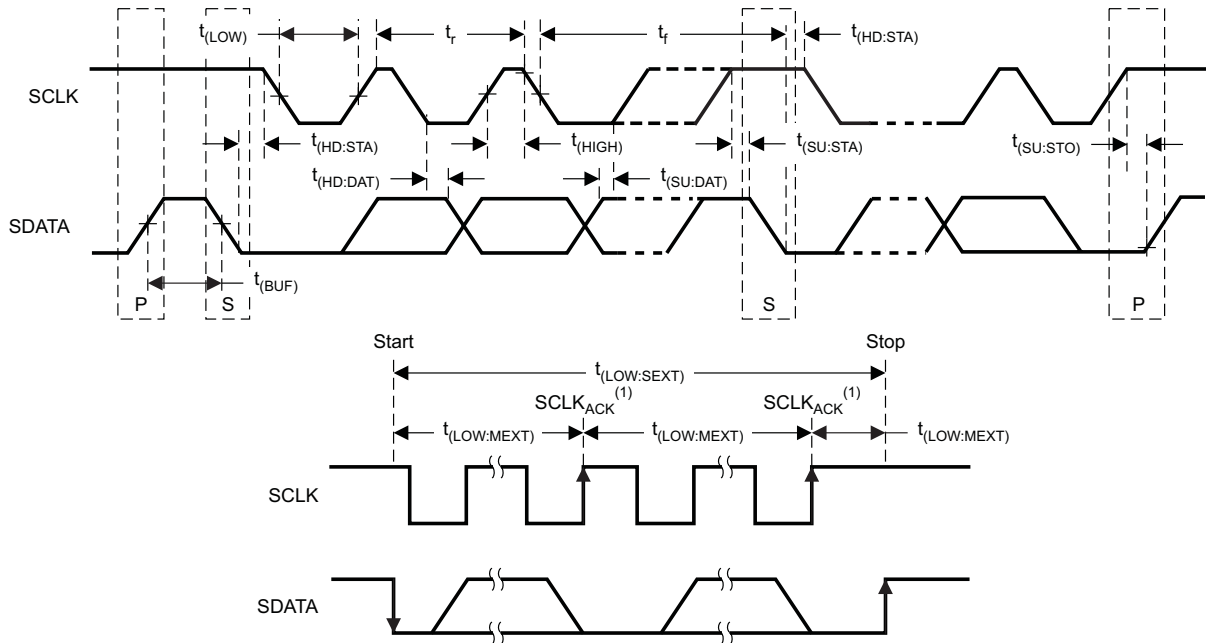 t(LOW) tr tf t(HD:STA)
SCLK
t(HD:STA) t(HIGH) t(SU:STA) t(SU:STO)
t(HD:DAT) t(SU:DAT)
SDATA
t(BUF)
P S S P
Start Stop
t(LOW:SEXT)
SCLKACK(1) SCLKACK(1)
t(LOW:MEXT) t(LOW:MEXT) t(LOW:MEXT)
SCLK
SDATA